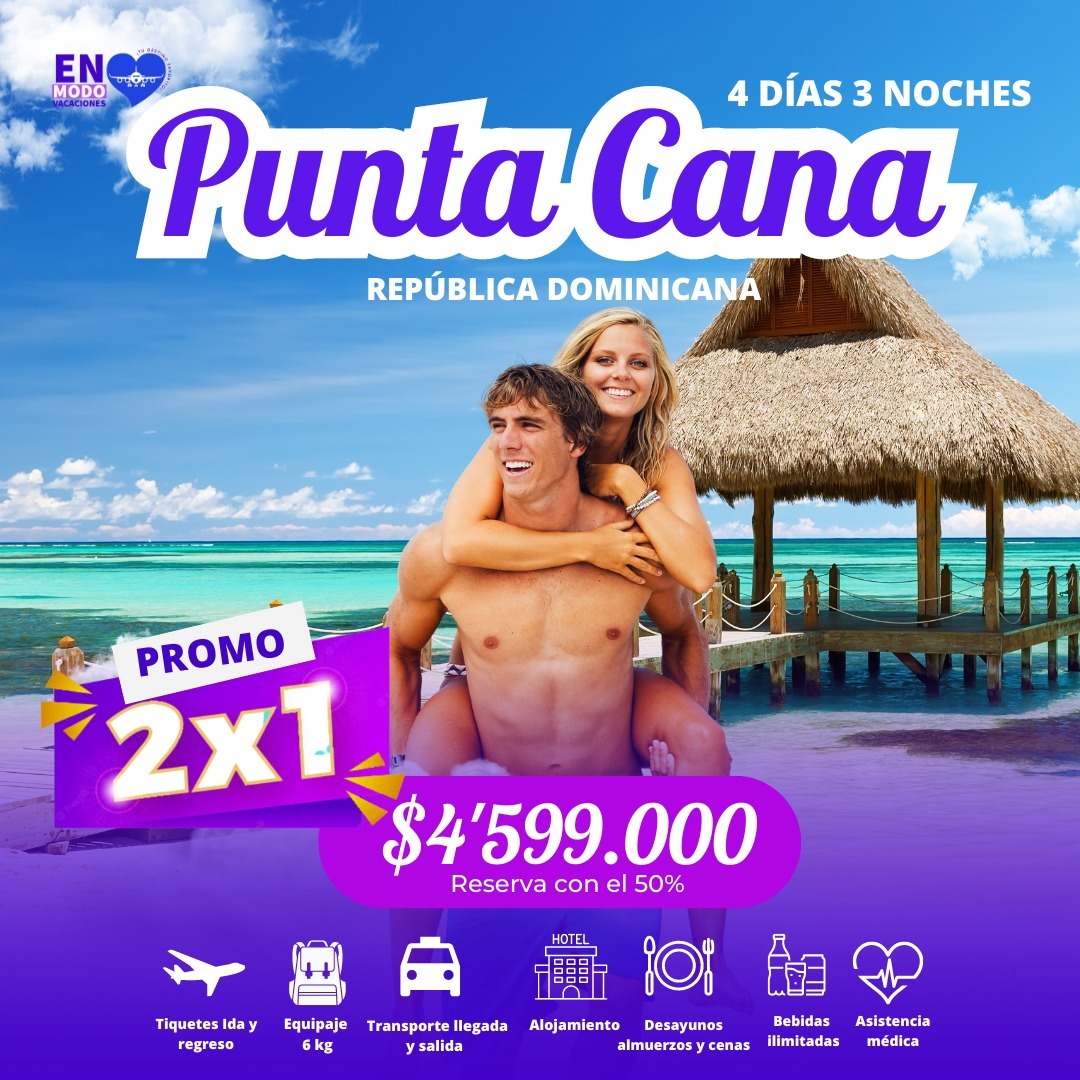 EN
MODO
VACACIONES
4 DÍAS 3 NOCHES
Punta Cana
REPÚBLICA DOMINICANA
PROMO
2x1
$4'599.000
Reserva con el 50%
HOTEL
Tiquetes Ida y
regreso
Equipaje
6 kg
Transporte llegada
y salida
Alojamiento
Desayunos
almuerzos y cenas
Bebidas
ilimitadas
Asistencia
médica